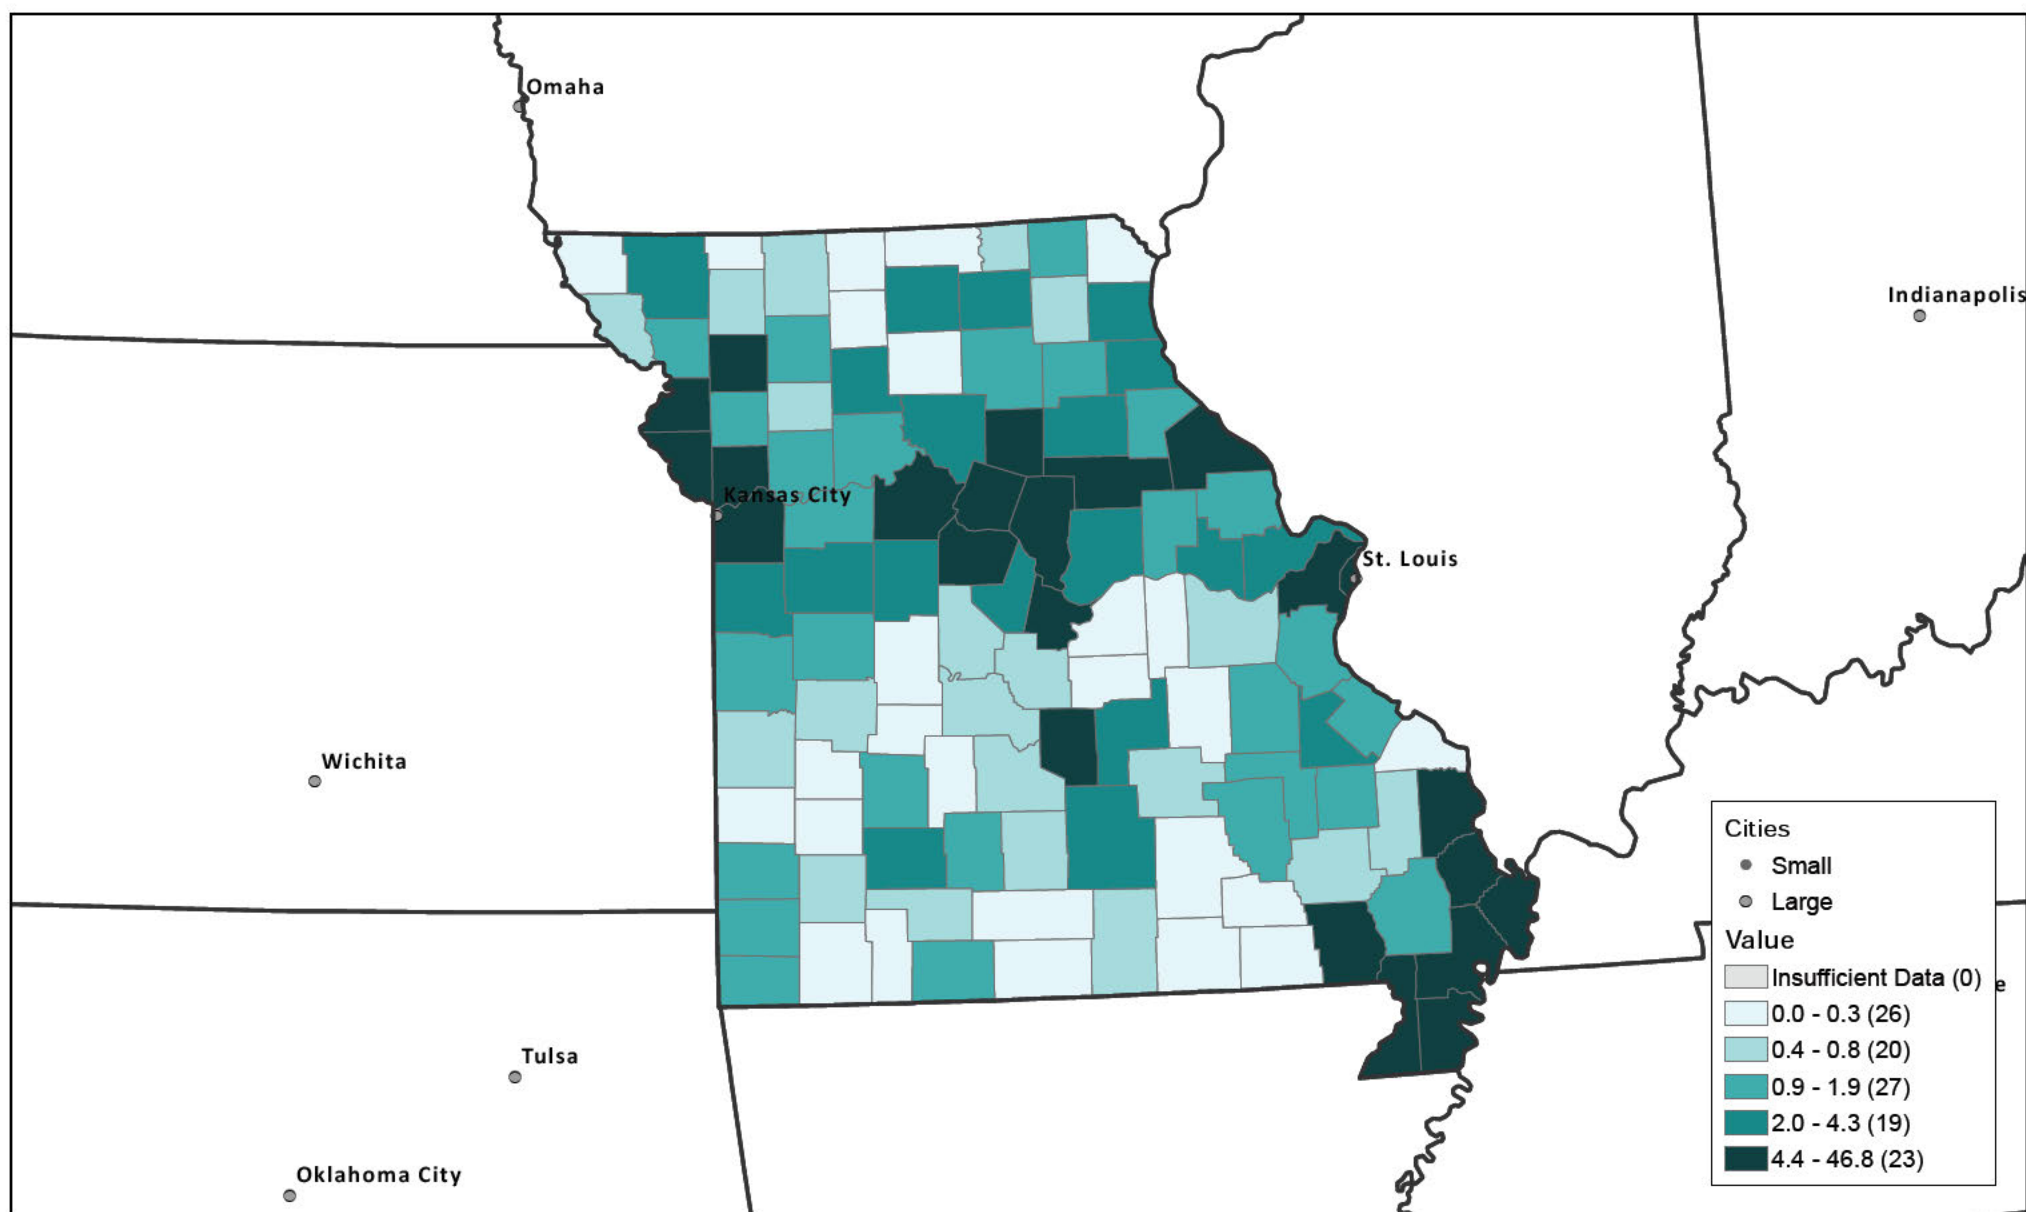 Omaha
Indianapolis
Kansas City
St. Louis
Wichita
Tulsa
Oklahoma City
e
Cities
Small
Large
Value
Insufficient Data (0)
0.0 - 0.3 (26)
0.4 - 0.8 (20)
0.9 - 1.9 (27)
2.0 - 4.3 (19)
4.4 - 46.8 (23)